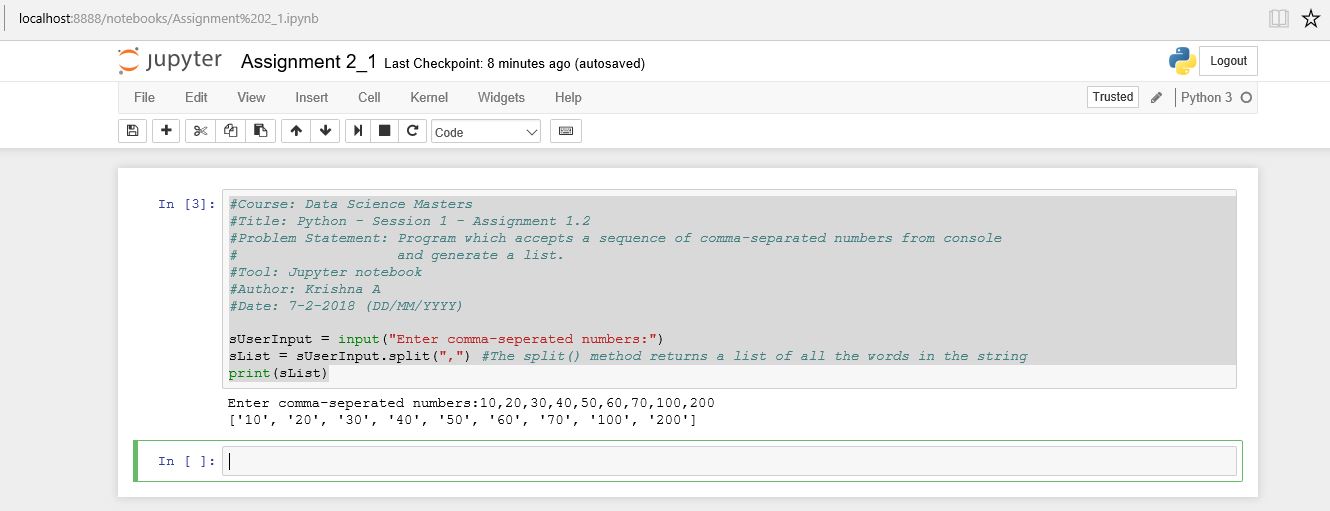 localhost:8888/notebooks/Assignment%202_1.ipynb
jupyter Assignment 2_1 Last Checkpoint: 8 minutes ago (autosaved) Logout
File Edit View Insert Cell Kernel Widgets Help Trusted Python 3
Code
In [3]: #Course: Data Science Masters
#Title: Python - Session 1 - Assignment 1.2
#Problem Statement: Program which accepts a sequence of comma-separated numbers from console
# and generate a list.
#Tool: Jupyter notebook
#Author: Krishna A
#Date: 7-2-2018 (DD/MM/YYYY)
sUserInput = input("Enter comma-seperated numbers:")
sList = sUserInput.split(",") #The split() method returns a list of all the words in the string
print(sList)
Enter comma-seperated numbers:10,20,30,40,50,60,70,100,200
['10', '20', '30', '40', '50', '60', '70', '100', '200']
In [ ]: